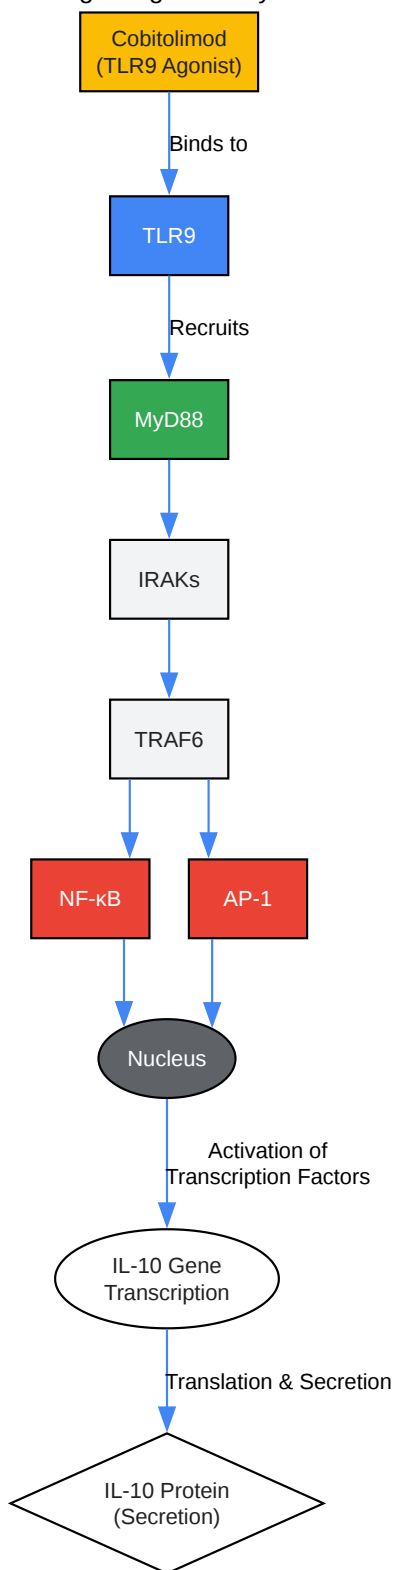 Cobitolimod
(TLR9 Agonist)
Binds to
TLR9
Recruits
MyD88
IRAKs
TRAF6
NF-κB
AP-1
Nucleus
Activation of
Transcription Factors
IL-10 Gene
Transcription
Translation & Secretion
IL-10 Protein
(Secretion)